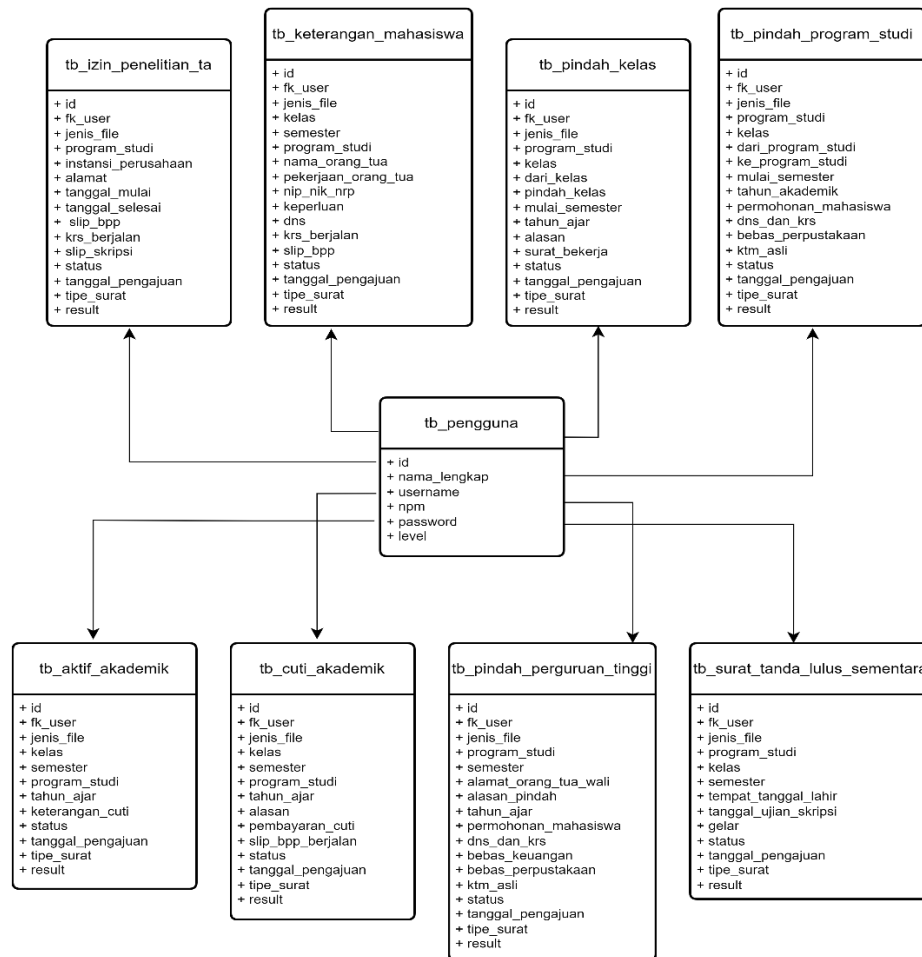 tb_izin_penelitian_ta
+ id
+ fk_user
+ jenis_file
+ program_studi
+ instansi_perusahaan
+ alamat
+ tanggal_mulai
+ tanggal_selesai
+ slip_bpp
+ krs_berjalan
+ slip_skripsi
+ status
+ tanggal_pengajuan
+ tipe_surat
+ result
tb_keterangan_mahasiswa
+ id
+ fk_user
+ jenis_file
+ kelas
+ semester
+ program_studi
+ nama_orang_tua
+ pekerjaan_orang_tua
+ nip_nik_nrp
+ keperluan
+ dns
+ krs_berjalan
+ slip_bpp
+ status
+ tanggal_pengajuan
+ tipe_surat
+ result
tb_pindah_kelas
+ id
+ fk_user
+ jenis_file
+ program_studi
+ kelas
+ dari_kelas
+ pindah_kelas
+ mulai_semester
+ tahun_ajar
+ alasan
+ surat_bekerja
+ status
+ tanggal_pengajuan
+ tipe_surat
+ result
tb_pindah_program_studi
+ id
+ fk_user
+ jenis_file
+ program_studi
+ kelas
+ dari_program_studi
+ ke_program_studi
+ mulai_semester
+ tahun_akademik
+ permohonan_mahasiswa
+ dns_dan_krs
+ bebas_perpustakaan
+ ktm_asli
+ status
+ tanggal_pengajuan
+ tipe_surat
+ result
tb_pengguna
+ id
+ nama_lengkap
+ username
+ npm
+ password
+ level
tb_aktif_akademik
+ id
+ fk_user
+ jenis_file
+ kelas
+ semester
+ program_studi
+ tahun_ajar
+ keterangan_cuti
+ status
+ tanggal_pengajuan
+ tipe_surat
+ result
tb_cuti_akademik
+ id
+ fk_user
+ jenis_file
+ kelas
+ semester
+ program_studi
+ tahun_ajar
+ alasan
+ pembayaran_cuti
+ slip_bpp_berjalan
+ status
+ tanggal_pengajuan
+ tipe_surat
+ result
tb_pindah_perguruan_tinggi
+ id
+ fk_user
+ jenis_file
+ program_studi
+ semester
+ alamat_orang_tua_wali
+ alasan_pindah
+ tahun_ajar
+ permohonan_mahasiswa
+ dns_dan_krs
+ bebas_keuangan
+ bebas_perpustakaan
+ ktm_asli
+ status
+ tanggal_pengajuan
+ tipe_surat
+ result
tb_surat_tanda_lulus_sementara
+ id
+ fk_user
+ jenis_file
+ program_studi
+ kelas
+ semester
+ tempat_tanggal_lahir
+ tanggal_ujian_skripsi
+ gelar
+ status
+ tanggal_pengajuan
+ tipe_surat
+ result